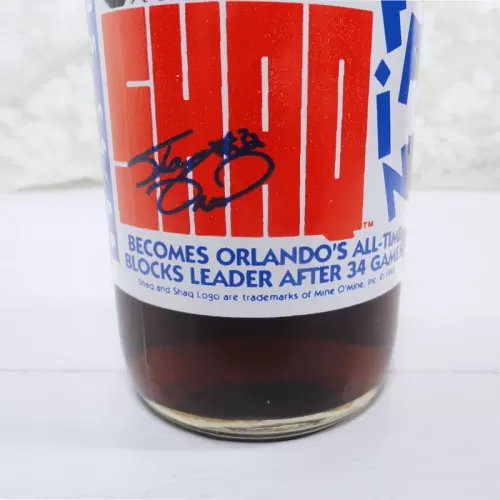 SHAQ
TM
BECOMES ORLANDO'S ALL-TIME
BLOCKS LEADER AFTER 34 GAMES
Shaq and Shaq Logo are trademarks of Mine O'Mine, Inc. ©